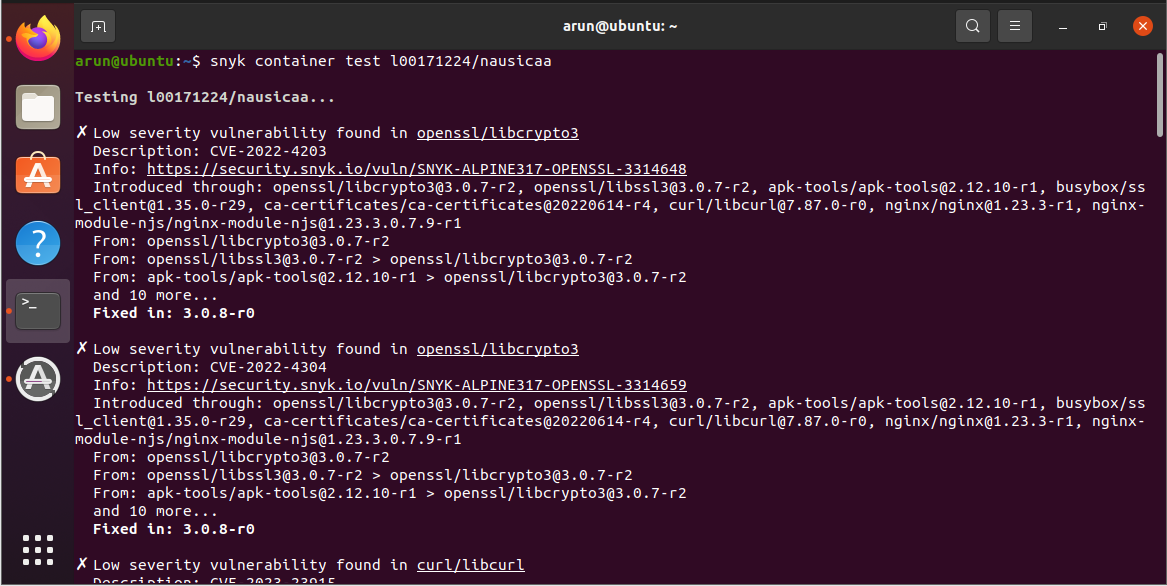 arun@ubuntu: ~
arun@ubuntu:~$ snyk container test l00171224/nausicaa
Testing l00171224/nausicaa...
✗ Low severity vulnerability found in openssl/libcrypto3
Description: CVE-2022-4203
Info: https://security.snyk.io/vuln/SNYK-ALPINE317-OPENSSL-3314648
Introduced through: openssl/libcrypto3@3.0.7-r2, openssl/libssl3@3.0.7-r2, apk-tools/apk-tools@2.12.10-r1, busybox/ss
l_client@1.35.0-r29, ca-certificates/ca-certificates@20220614-r4, curl/libcurl@7.87.0-r0, nginx/nginx@1.23.3-r1, nginx-
module-njs/nginx-module-njs@1.23.3.0.7.9-r1
From: openssl/libcrypto3@3.0.7-r2
From: openssl/libssl3@3.0.7-r2 > openssl/libcrypto3@3.0.7-r2
From: apk-tools/apk-tools@2.12.10-r1 > openssl/libcrypto3@3.0.7-r2
and 10 more...
Fixed in: 3.0.8-r0
✗ Low severity vulnerability found in openssl/libcrypto3
Description: CVE-2022-4304
Info: https://security.snyk.io/vuln/SNYK-ALPINE317-OPENSSL-3314659
Introduced through: openssl/libcrypto3@3.0.7-r2, openssl/libssl3@3.0.7-r2, apk-tools/apk-tools@2.12.10-r1, busybox/ss
l_client@1.35.0-r29, ca-certificates/ca-certificates@20220614-r4, curl/libcurl@7.87.0-r0, nginx/nginx@1.23.3-r1, nginx-
module-njs/nginx-module-njs@1.23.3.0.7.9-r1
From: openssl/libcrypto3@3.0.7-r2
From: openssl/libssl3@3.0.7-r2 > openssl/libcrypto3@3.0.7-r2
From: apk-tools/apk-tools@2.12.10-r1 > openssl/libcrypto3@3.0.7-r2
and 10 more...
Fixed in: 3.0.8-r0
✗ Low severity vulnerability found in curl/libcurl
Description: CVE-2023-23915